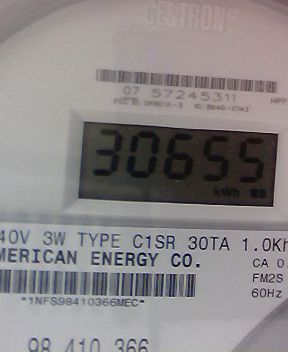 CENTRON®
07 57245311
30655
kWh
40V 3W TYPE C1SR 30TA 1.0Kh
MERICAN ENERGY CO.
CA 0.
FM2S
60Hz
*1NFS98410366MEC*
98 410 366